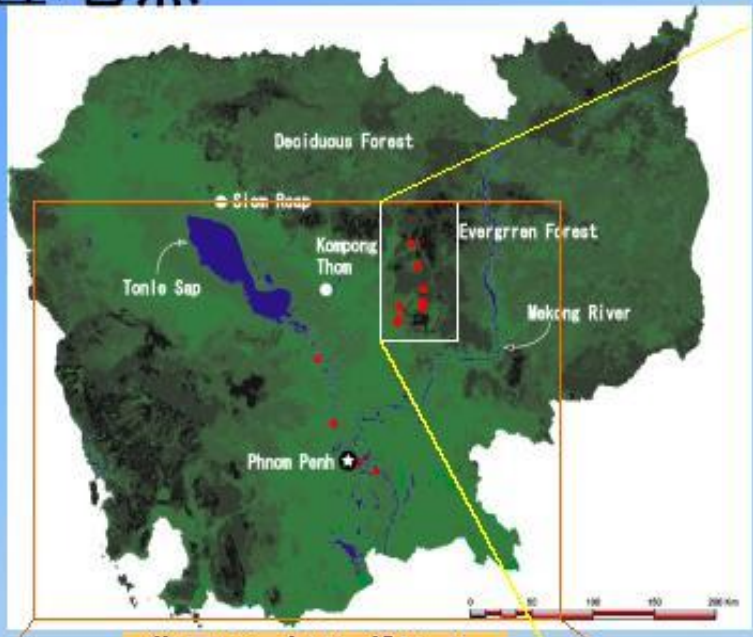 Deciduous Forest
Siem Reap
Evergrren Forest
Kompong
Thom
Tonle Sap
Mekong River
Phnom Penh
0 50 100 150 200 Km